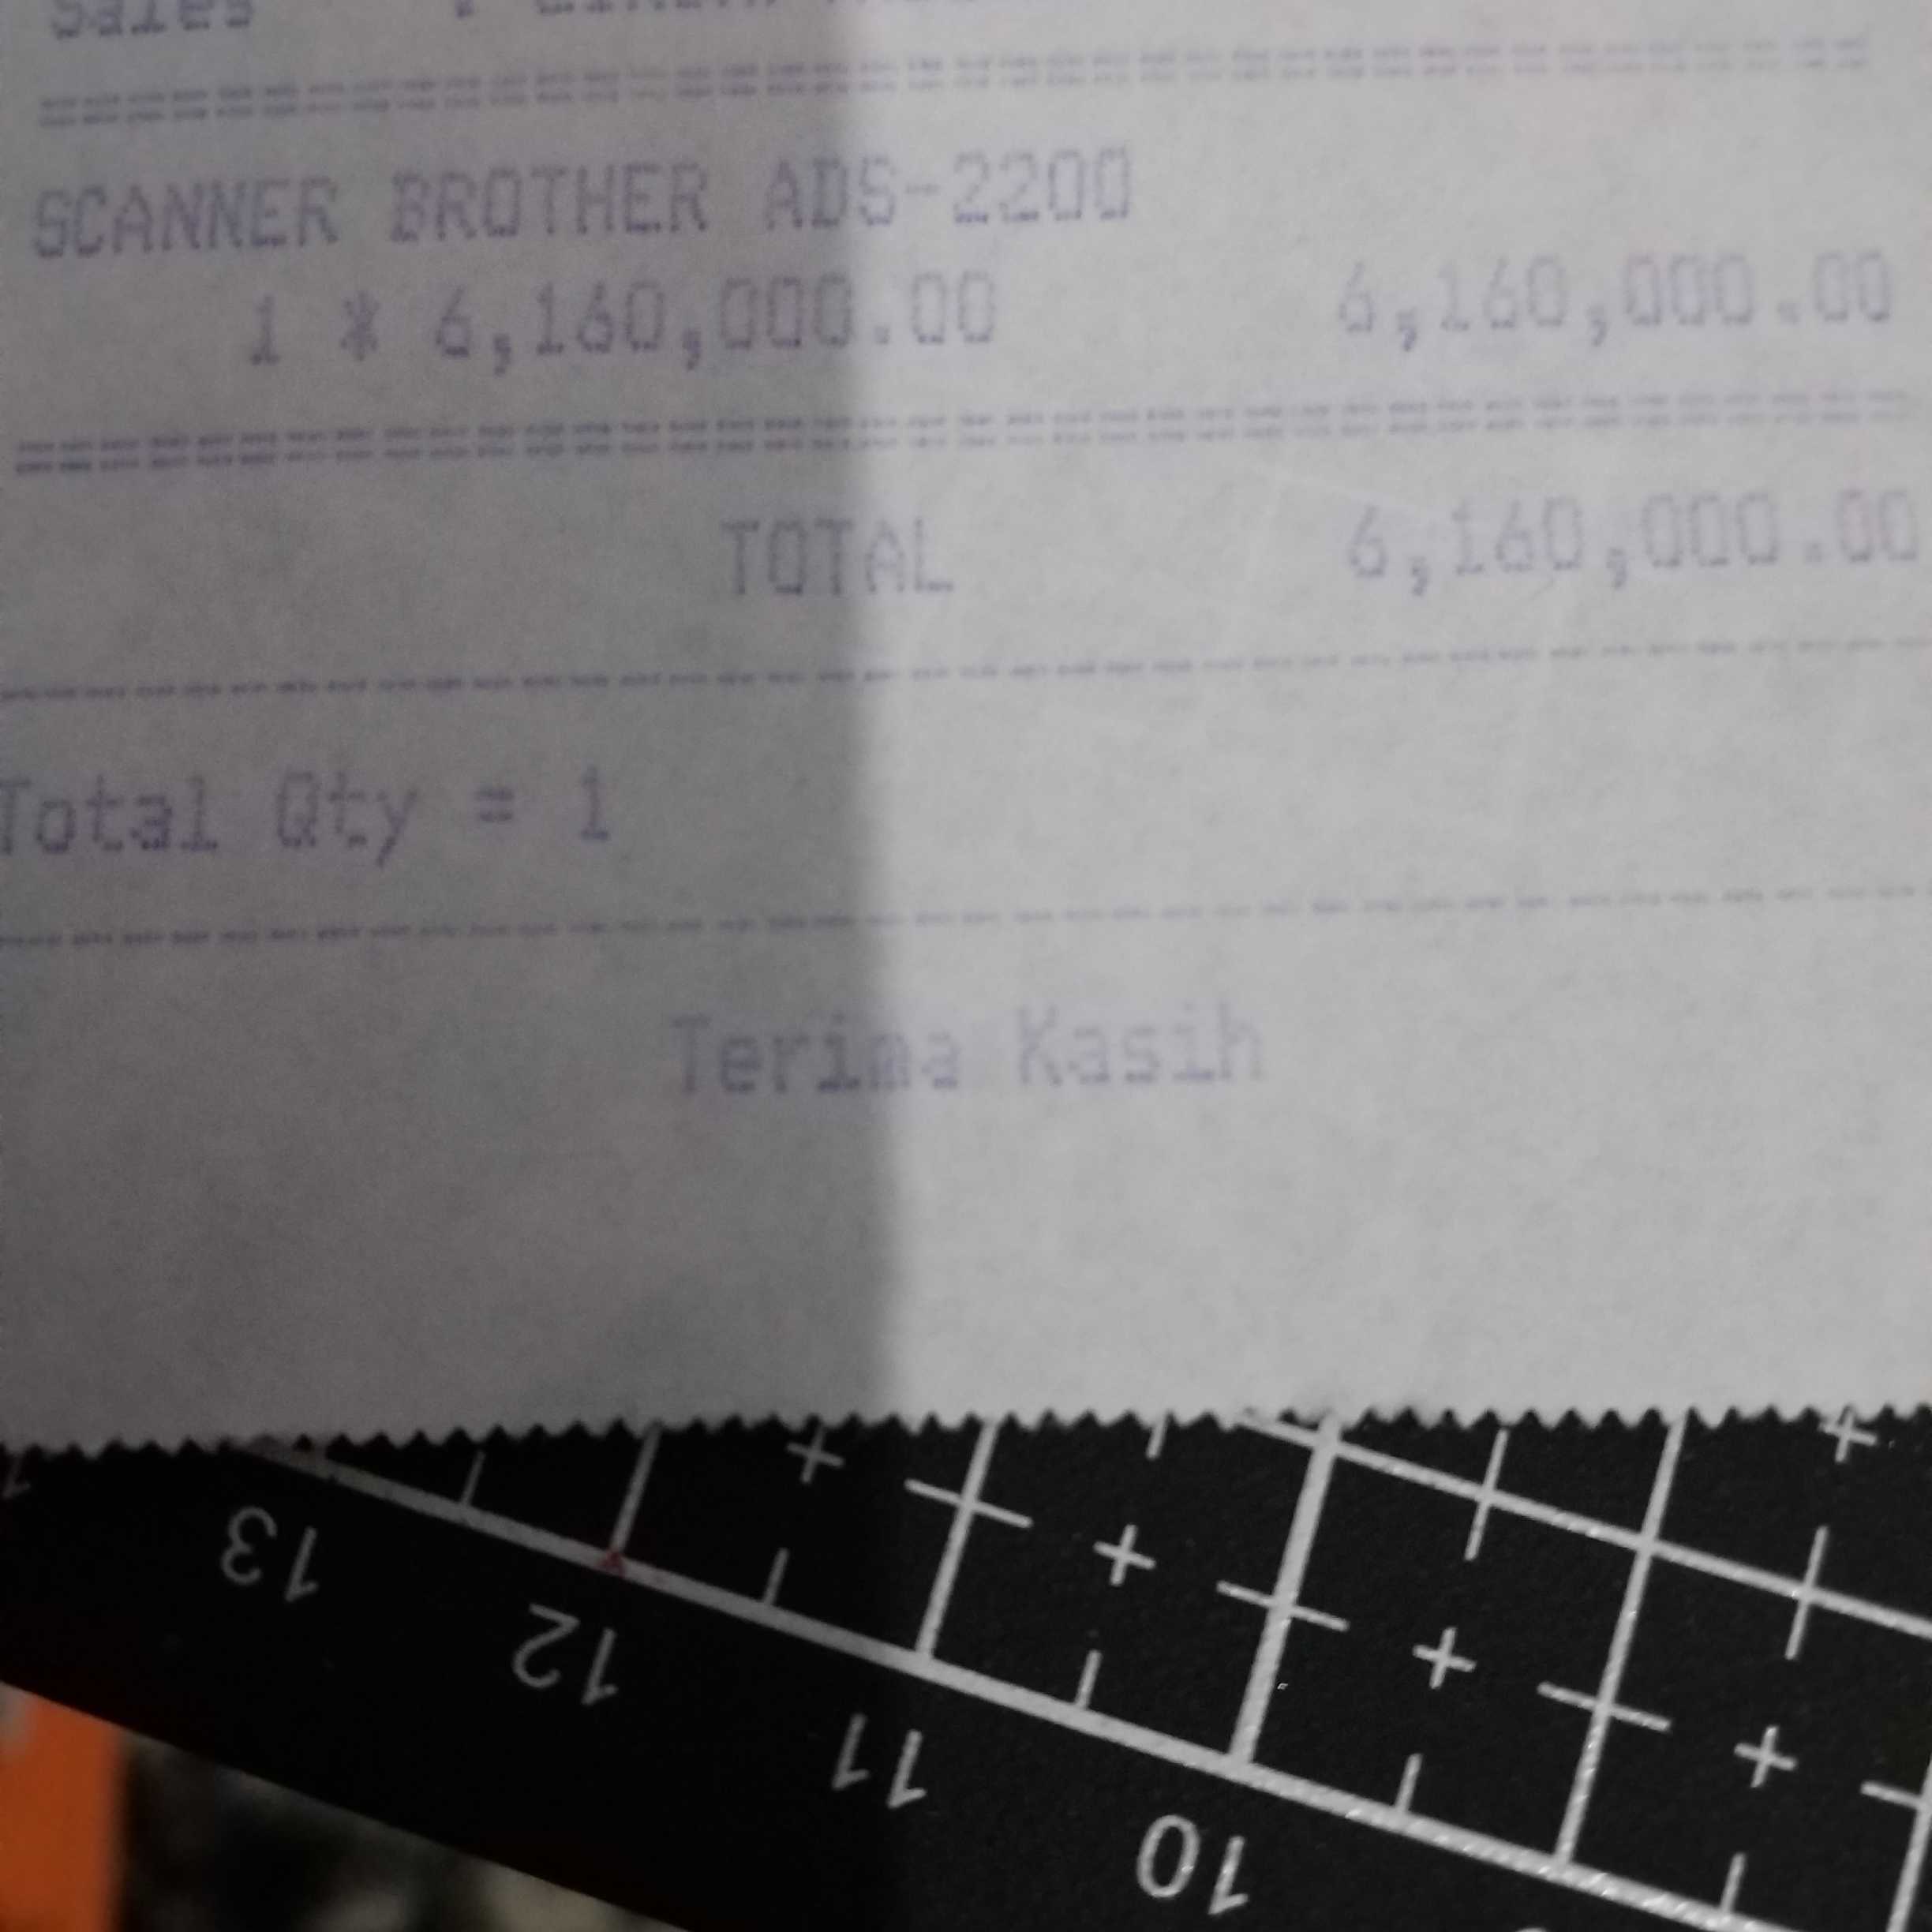 Sales :
SCANNER BROTHER ADS-2200
1 * 6,160,000.00 6,160,000.00
TOTAL 6,160,000.00
Total Qty = 1
Terima Kasih
13
12
11
10